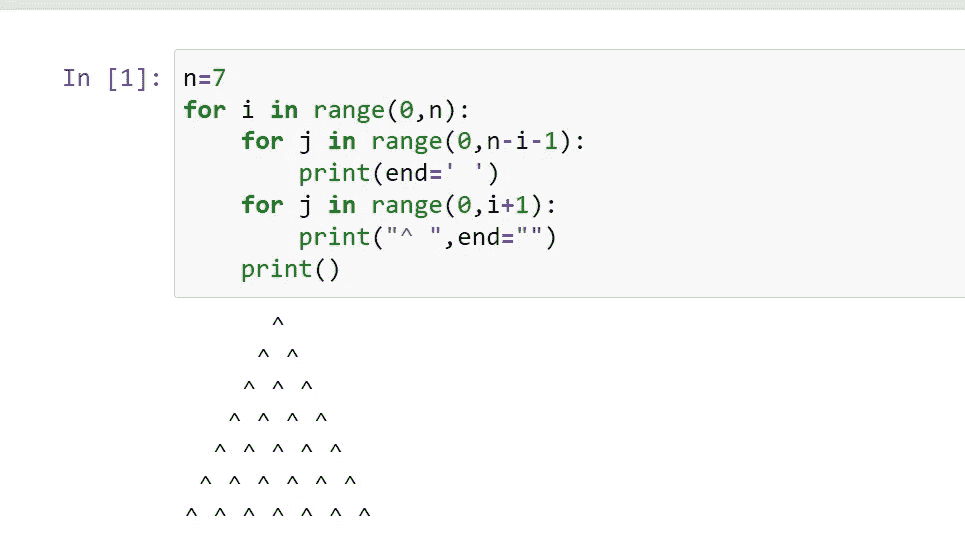 In [1]: n=7
for i in range(0,n):
    for j in range(0,n-i-1):
        print(end=' ')
    for j in range(0,i+1):
        print("^ ",end="")
    print()
      ^
     ^ ^
    ^ ^ ^
   ^ ^ ^ ^
  ^ ^ ^ ^ ^
 ^ ^ ^ ^ ^ ^
^ ^ ^ ^ ^ ^ ^